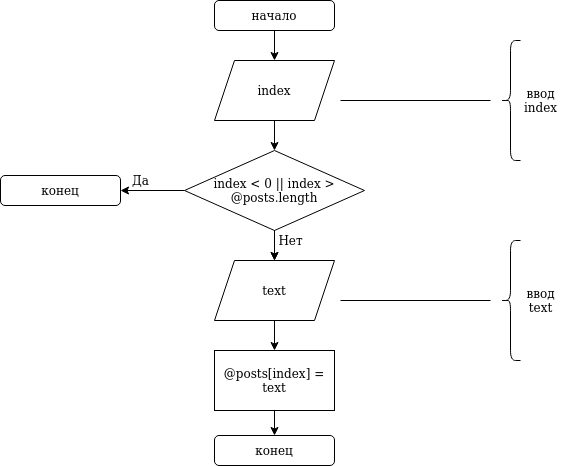 начало
index
ввод
index
index < 0 || index >
@posts.length
Да
конец
Нет
text
ввод
text
@posts[index] =
text
конец